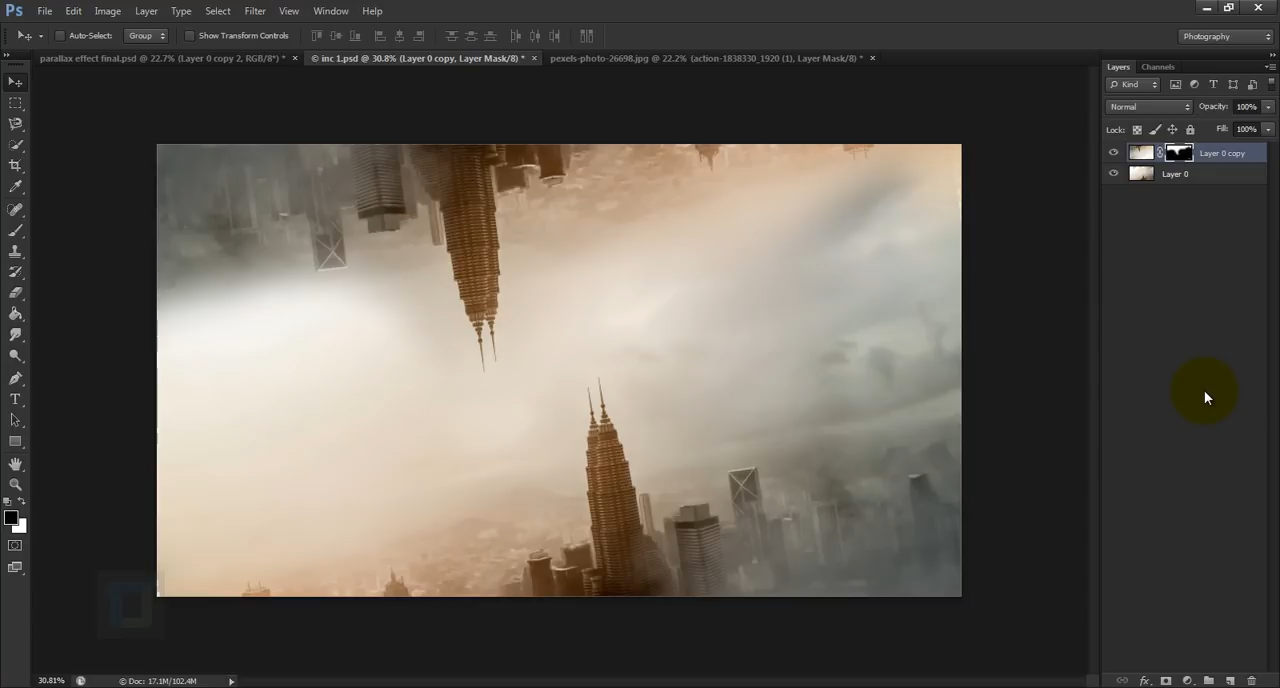 Ps File Edit Image Layer Type Select Filter View Window Help
Auto-Select: Group Show Transform Controls Photography
parallax effect final.psd @ 22.7% (Layer 0 copy 2, RGB/8*) * × © inc 1.psd @ 30.8% (Layer 0 copy, Layer Mask/8) * × pexels-photo-26698.jpg @ 22.2% (action-1838330_1920 (1), Layer Mask/8) * ×
Layers Channels
Kind
Normal Opacity: 100%
Lock: Fill: 100%
Layer 0 copy
Layer 0
30.81% © Doc: 17.1M/102.4M